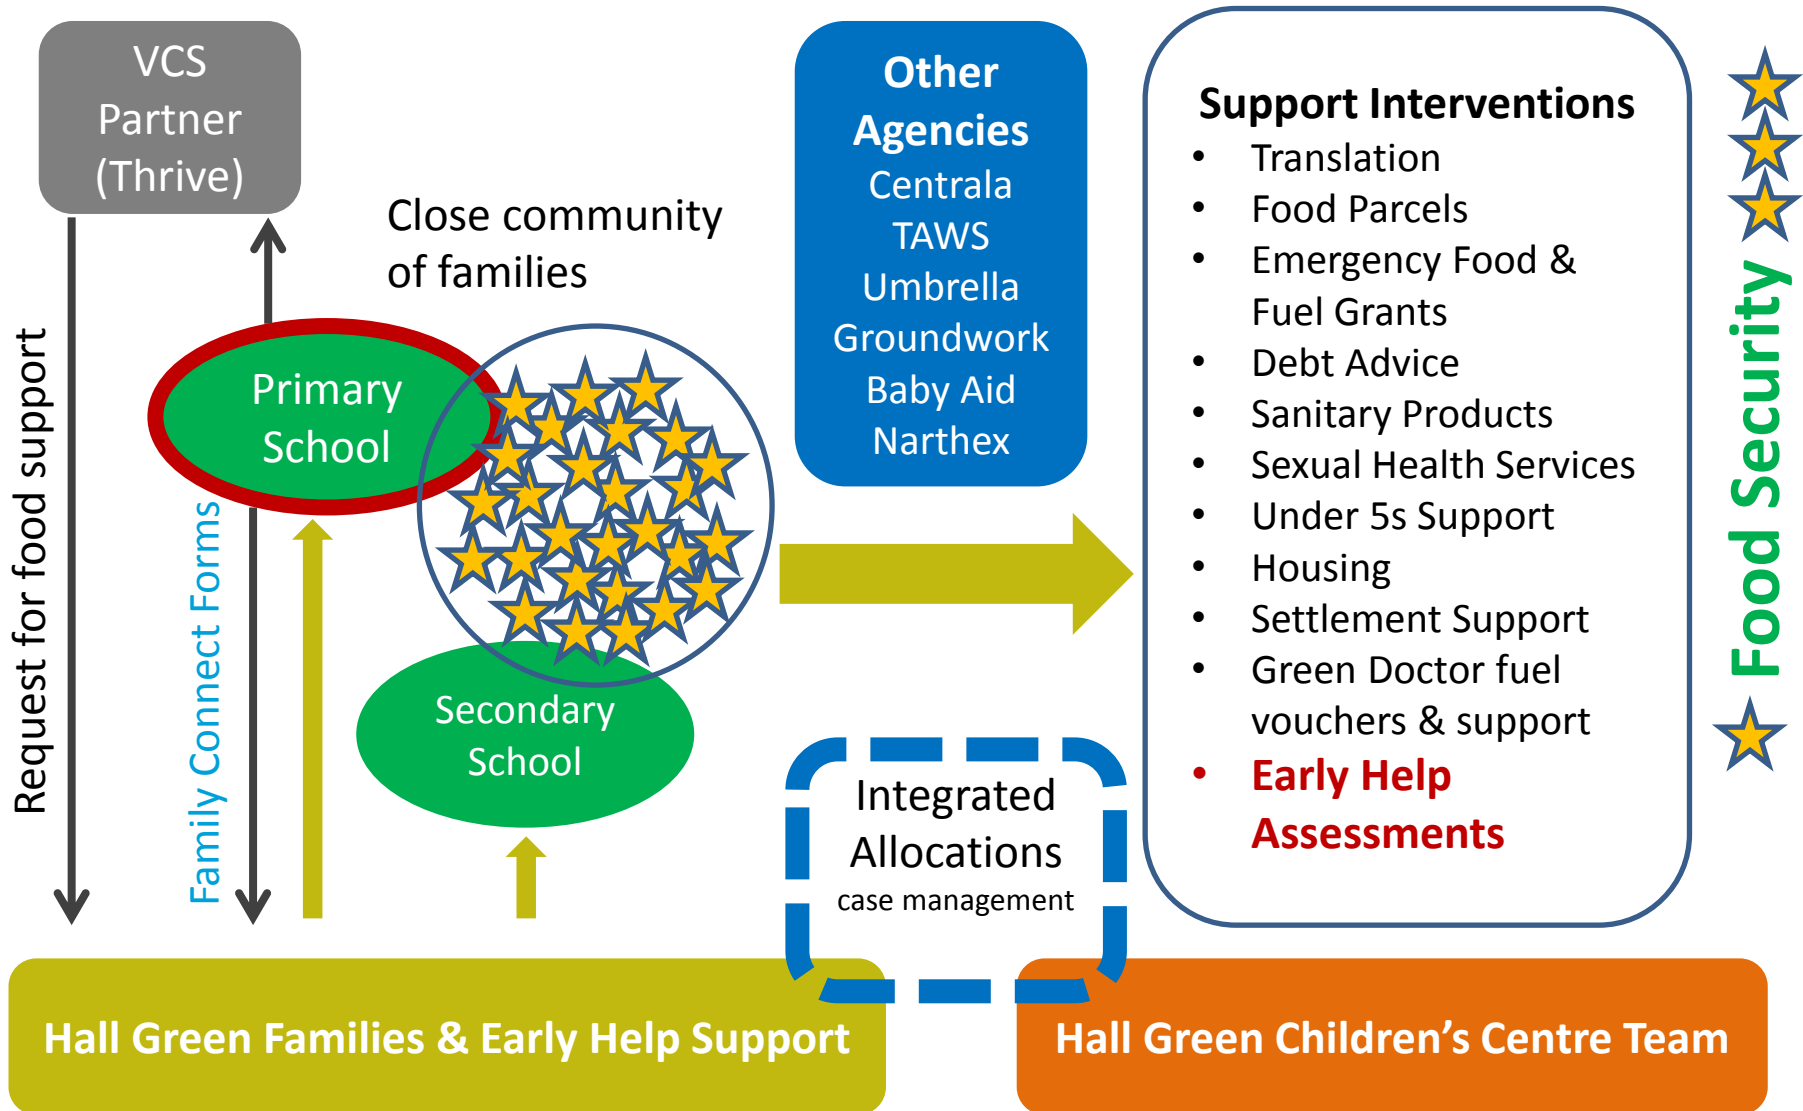 VCS
Partner
(Thrive)
Request for food support
Family Connect Forms
Close community
of families
Primary
School
Secondary
School
Other
Agencies
Centrala
TAWS
Umbrella
Groundwork
Baby Aid
Narthex
Integrated
Allocations
case management
Support Interventions
• Translation
• Food Parcels
• Emergency Food &
Fuel Grants
• Debt Advice
• Sanitary Products
• Sexual Health Services
• Under 5s Support
• Housing
• Settlement Support
• Green Doctor fuel
vouchers & support
• Early Help
Assessments
Food Security
Hall Green Families & Early Help Support
Hall Green Children’s Centre Team